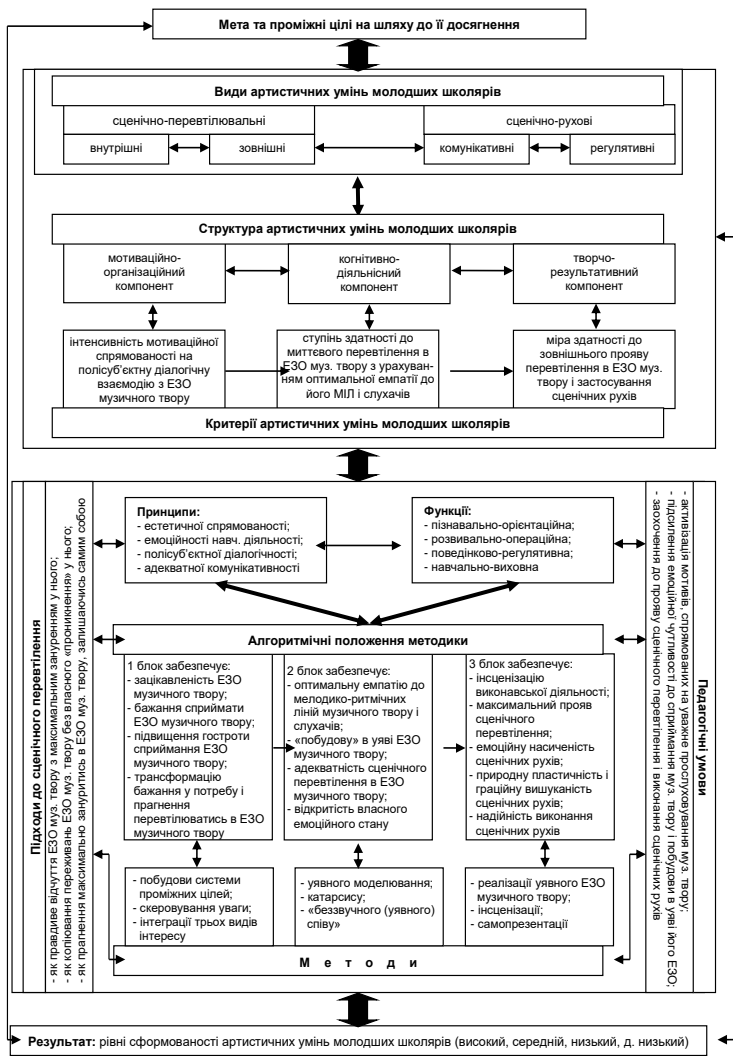 Мета та проміжні цілі на шляху до її досягнення
Види артистичних умінь молодших школярів
сценічно-перевтілювальні
сценічно-рухові
внутрішні
зовнішні
комунікативні
регулятивні
Структура артистичних умінь молодших школярів
мотиваційно-
організаційний
компонент
когнітивно-
діяльнісний
компонент
творчо-
результативний
компонент
інтенсивність мотиваційної
спрямованості на
полісуб’єктну діалогічну
взаємодію з ЕЗО
музичного твору
ступінь здатності до
миттєвого перевтілення в
ЕЗО муз. твору з урахуван-
ням оптимальної емпатії до
його МІЛ і слухачів
міра здатності до
зовнішнього прояву
перевтілення в ЕЗО муз.
твору і застосування
сценічних рухів
Критерії артистичних умінь молодших школярів
Підходи до сценічного перевтілення
- як правдиве відчуття ЕЗО муз. твору з максимальним зануренням у нього;
- як копіювання переживань ЕЗО муз. твору без власного «проникнення» у нього;
- як прагнення максимально зануритись в ЕЗО муз. твору, залишаючись самим собою
Принципи:
- естетичної спрямованості;
- емоційності навч. діяльності;
- полісуб’єктної діалогічності;
- адекватної комунікативності
Функції:
- пізнавально-орієнтаційна;
- розвивально-операційна;
- поведінково-регулятивна;
- навчально-виховна
Алгоритмічні положення методики
1 блок забезпечує:
- зацікавленість ЕЗО
музичного твору;
- бажання сприймати ЕЗО
музичного твору;
- підвищення гостроти
сприймання ЕЗО
музичного твору;
- трансформацію
бажання у потребу і
прагнення
перевтілюватись в ЕЗО
музичного твору
2 блок забезпечує:
- оптимальну емпатію до
мелодико-ритмічних
ліній музичного твору і
слухачів;
- «побудову» в уяві ЕЗО
музичного твору;
- адекватність сценічного
перевтілення в ЕЗО
музичного твору;
- відкритість власного
емоційного стану
3 блок забезпечує:
- інсценізацію
виконавської діяльності;
- максимальний прояв
сценічного
перевтілення;
- емоційну насиченість
сценічних рухів;
- природну пластичність і
граційну вишуканість
сценічних рухів;
- надійність виконання
сценічних рухів
- побудови системи
проміжних цілей;
- скеровування уваги;
- інтеграції трьох видів
інтересу
- уявного моделювання;
- катарсису;
- «беззвучного (уявного)
співу»
- реалізації уявного ЕЗО
музичного твору;
- інсценізації;
- самопрезентації
М е т о д и
Педагогічні умови
- активізація мотивів, спрямованих на уважне прослуховування муз. твору;
- підсилення емоційної чутливості до сприймання муз. твору і побудови в уяві його ЕЗО;
- заохочення до прояву сценічного перевтілення і виконання сценічних рухів
Результат: рівні сформованості артистичних умінь молодших школярів (високий, середній, низький, д. низький)